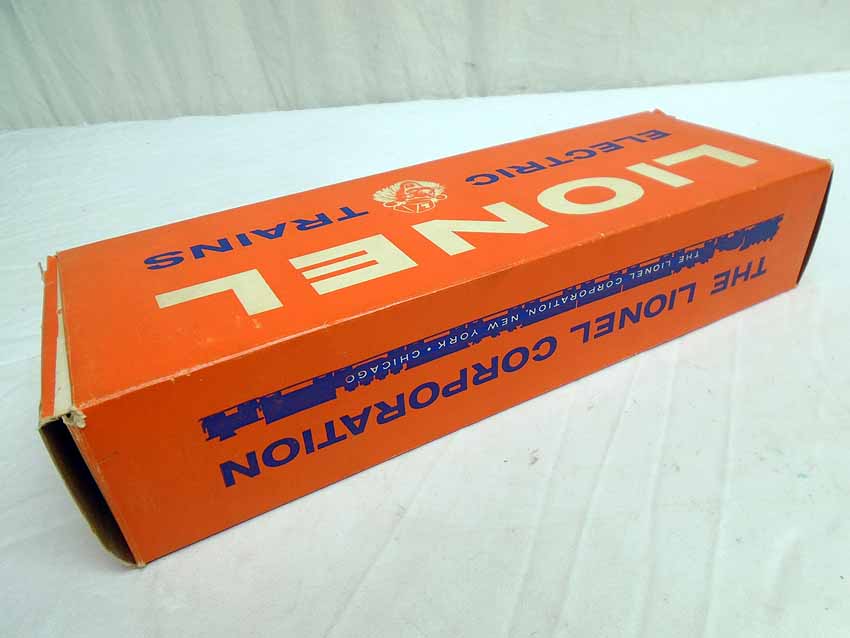 LIONEL
ELECTRIC TRAINS
THE LIONEL CORPORATION
THE LIONEL CORPORATION, NEW YORK • CHICAGO